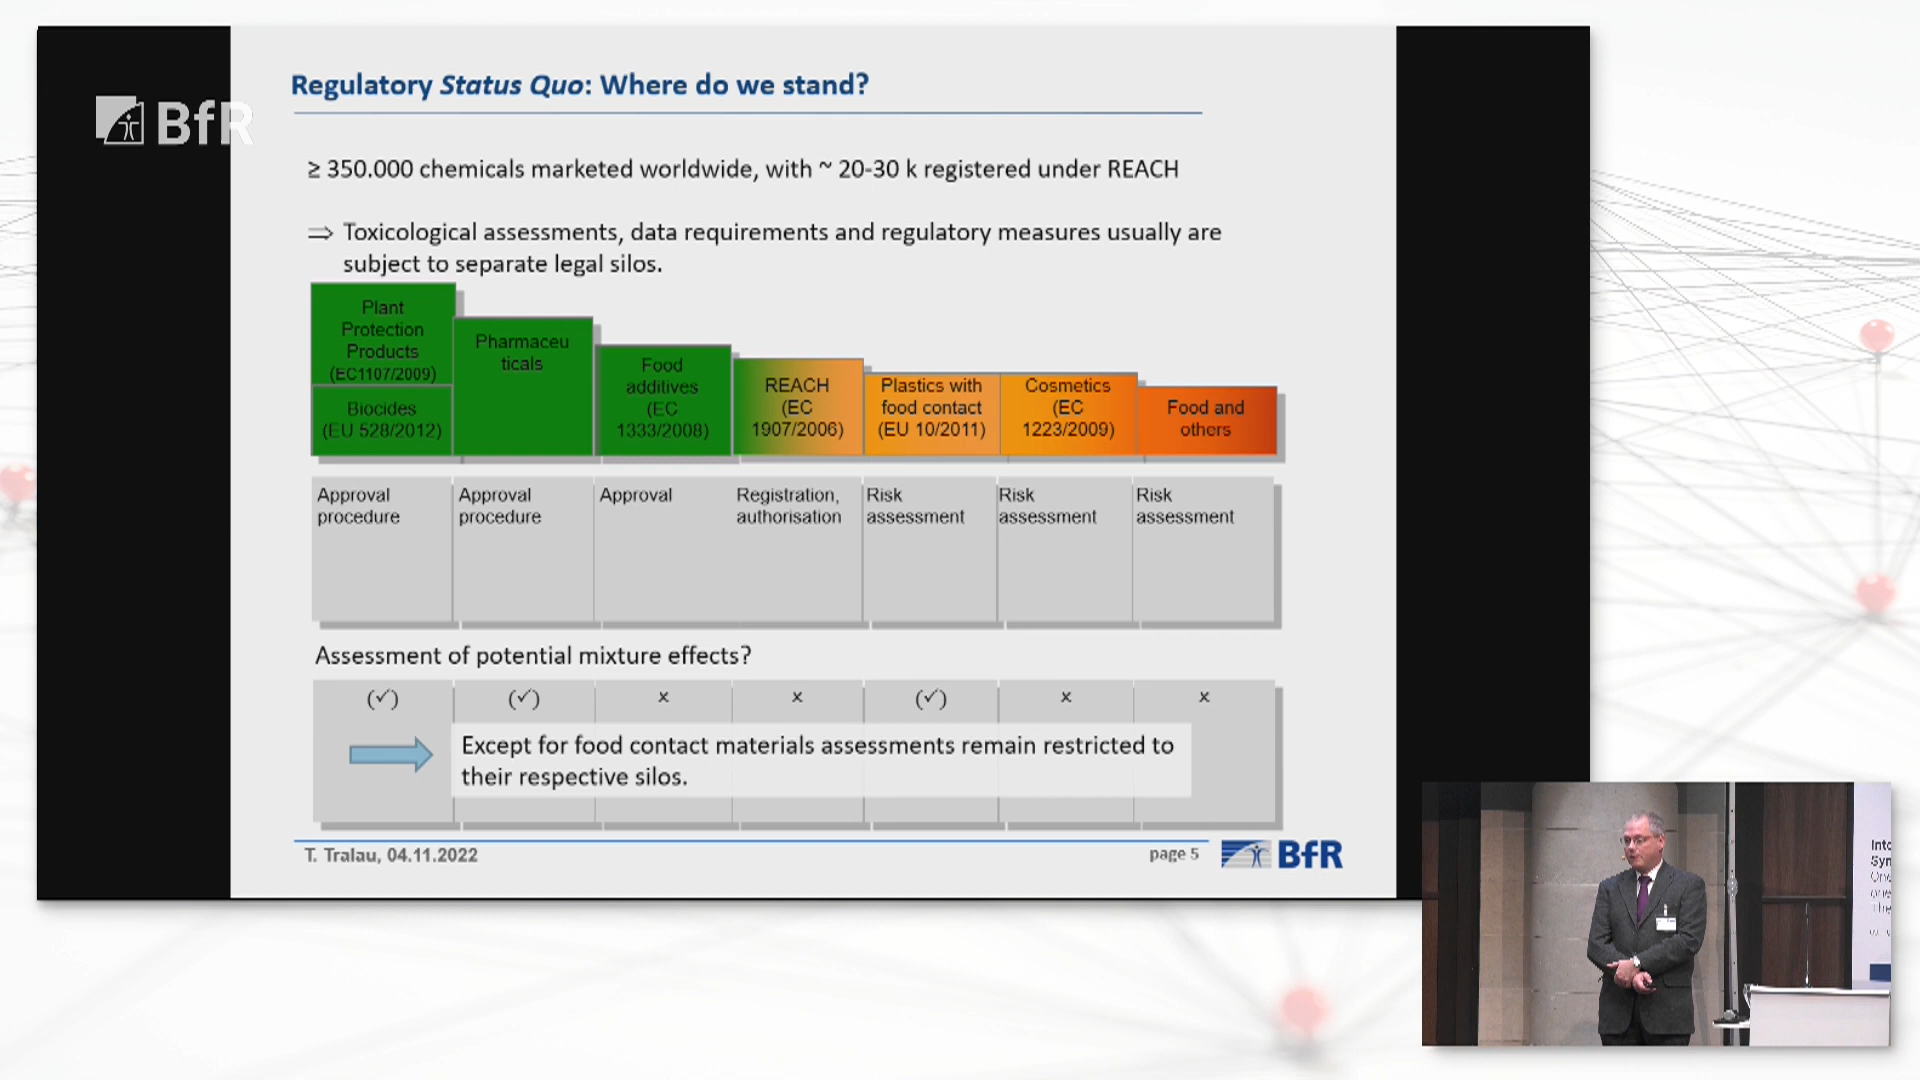 BfR
Regulatory Status Quo: Where do we stand?
≥ 350.000 chemicals marketed worldwide, with ~ 20-30 k registered under REACH
⇒ Toxicological assessments, data requirements and regulatory measures usually are
subject to separate legal silos.
Plant
Protection
Products
(EC1107/2009)
Biocides
(EU 528/2012)
Pharmaceu
ticals
Food
additives
(EC
1333/2008)
REACH
(EC
1907/2006)
Plastics with
food contact
(EU 10/2011)
Cosmetics
(EC
1223/2009)
Food and
others
Approval
procedure
Approval
procedure
Approval
Registration,
authorisation
Risk
assessment
Risk
assessment
Risk
assessment
Assessment of potential mixture effects?
(✓) (✓) x x (✓) x x
Except for food contact materials assessments remain restricted to
their respective silos.
T. Tralau, 04.11.2022
page 5
BfR